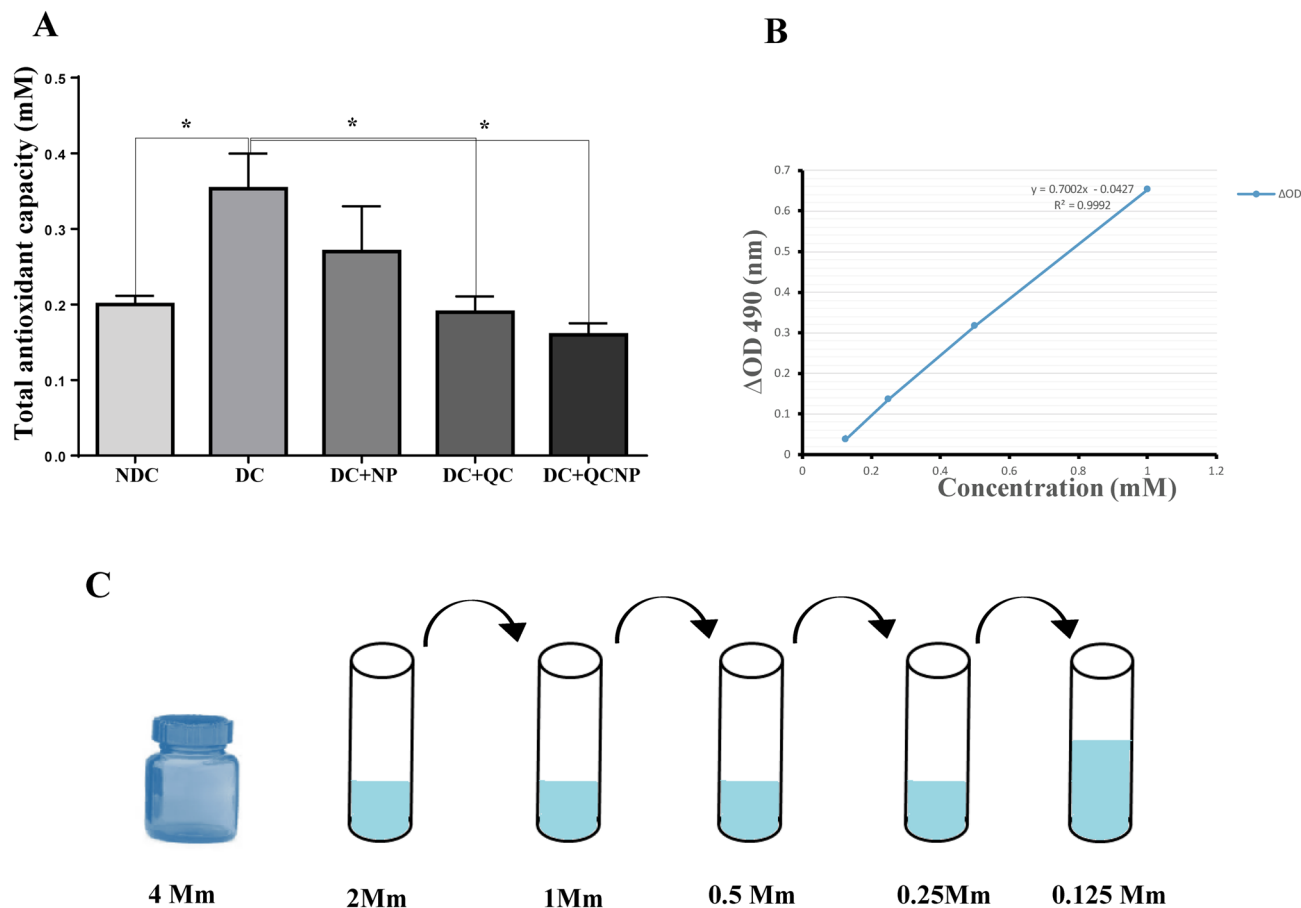 A
Total antioxidant capacity (mM)
0.5
0.4
0.3
0.2
0.1
0.0
* * *
NDC DC DC+NP DC+QC DC+QCNP
B
ΔOD 490 (nm)
0.7
0.6
0.5
0.4
0.3
0.2
0.1
0
y = 0.7002x - 0.0427
R² = 0.9992
ΔOD
0 0.2 0.4 0.6 0.8 1 1.2
Concentration (mM)
C
4 Mm 2Mm 1Mm 0.5 Mm 0.25Mm 0.125 Mm